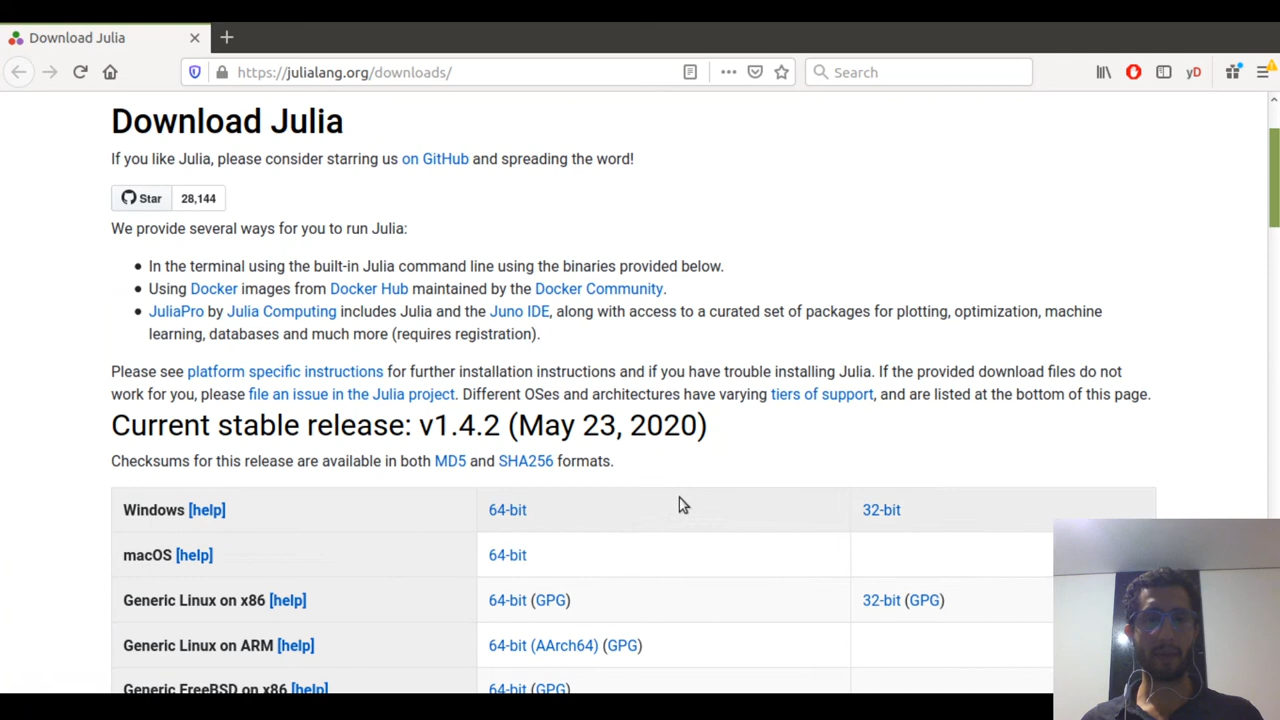 Download Julia
https://julialang.org/downloads/
Search
yD
Download Julia
If you like Julia, please consider starring us on GitHub and spreading the word!
Star 28,144
We provide several ways for you to run Julia:
In the terminal using the built-in Julia command line using the binaries provided below.
Using Docker images from Docker Hub maintained by the Docker Community.
JuliaPro by Julia Computing includes Julia and the Juno IDE, along with access to a curated set of packages for plotting, optimization, machine
learning, databases and much more (requires registration).
Please see platform specific instructions for further installation instructions and if you have trouble installing Julia. If the provided download files do not
work for you, please file an issue in the Julia project. Different OSes and architectures have varying tiers of support, and are listed at the bottom of this page.
Current stable release: v1.4.2 (May 23, 2020)
Checksums for this release are available in both MD5 and SHA256 formats.
Windows [help] 64-bit 32-bit
macOS [help] 64-bit
Generic Linux on x86 [help] 64-bit (GPG) 32-bit (GPG)
Generic Linux on ARM [help] 64-bit (AArch64) (GPG)
Generic FreeBSD on x86 [help] 64-bit (GPG)